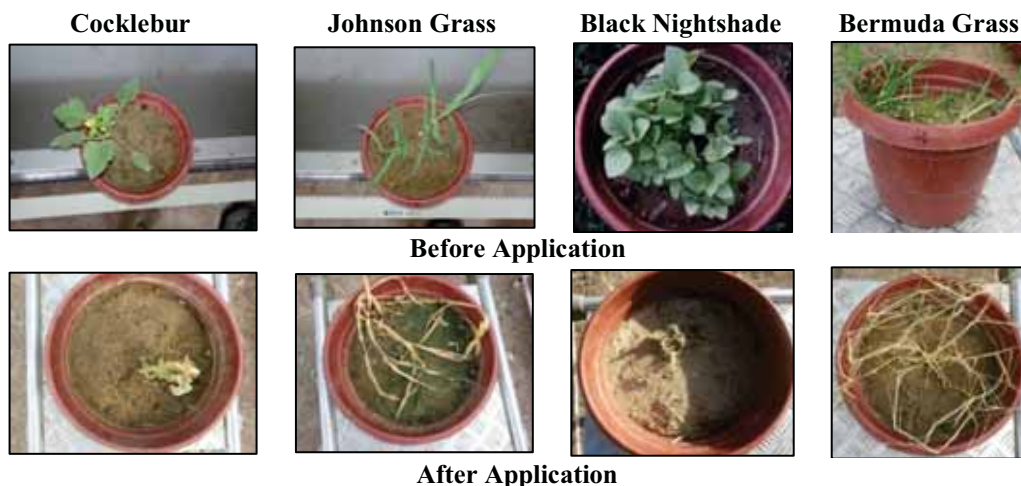 Cocklebur Johnson Grass Black Nightshade Bermuda Grass
Before Application
After Application